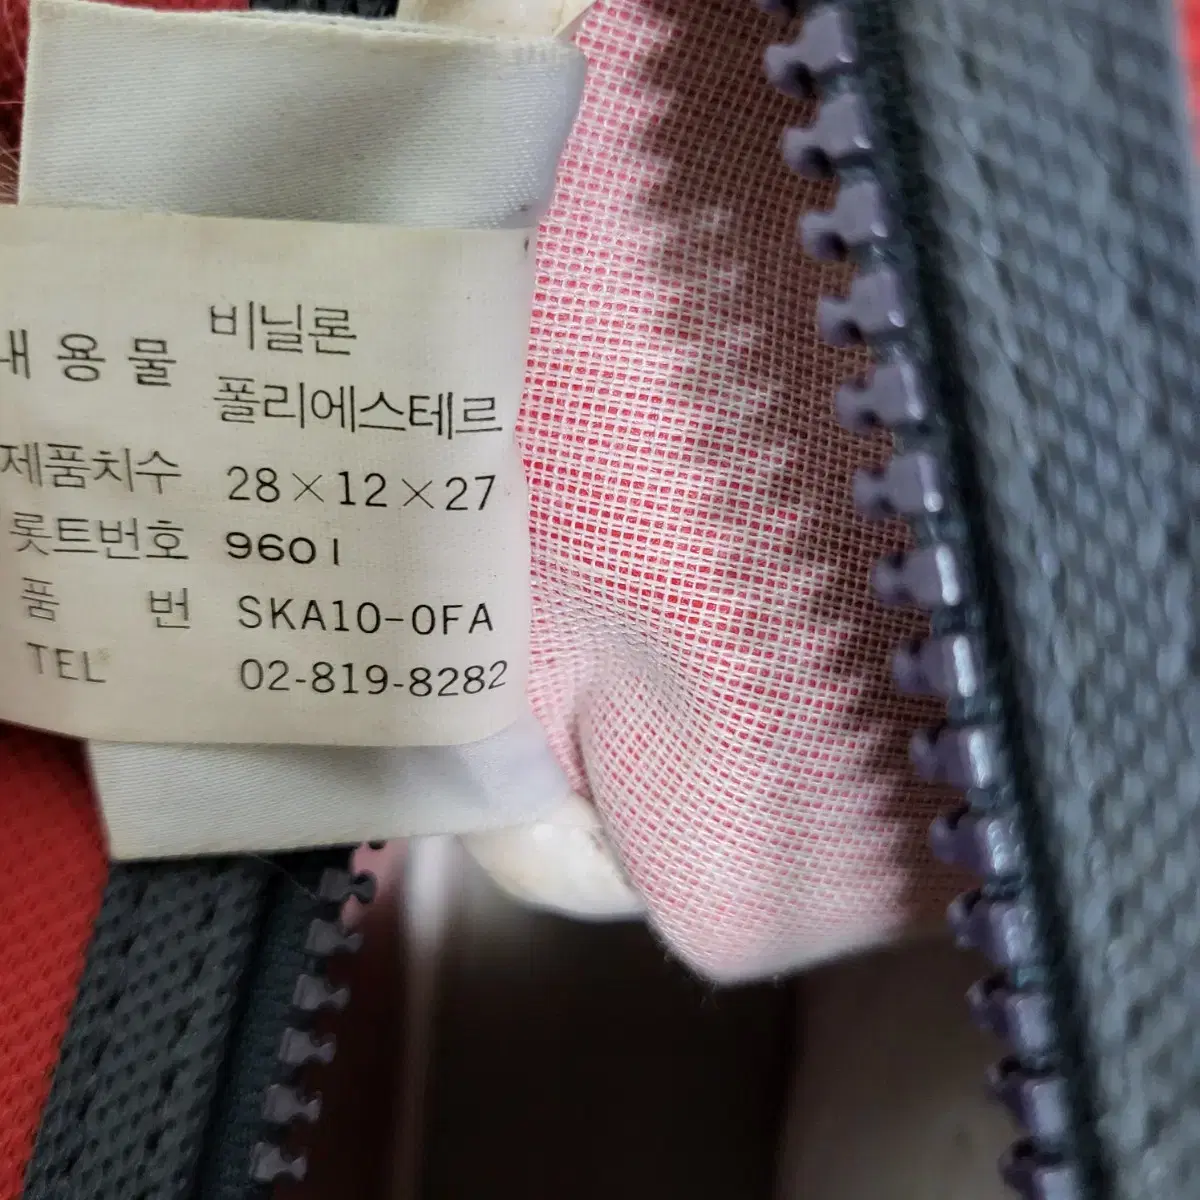 내 용 물 비닐론
폴리에스테르
제품치수 28×12×27
롯트번호 9601
품 번 SKA10-0FA
TEL 02-819-8282